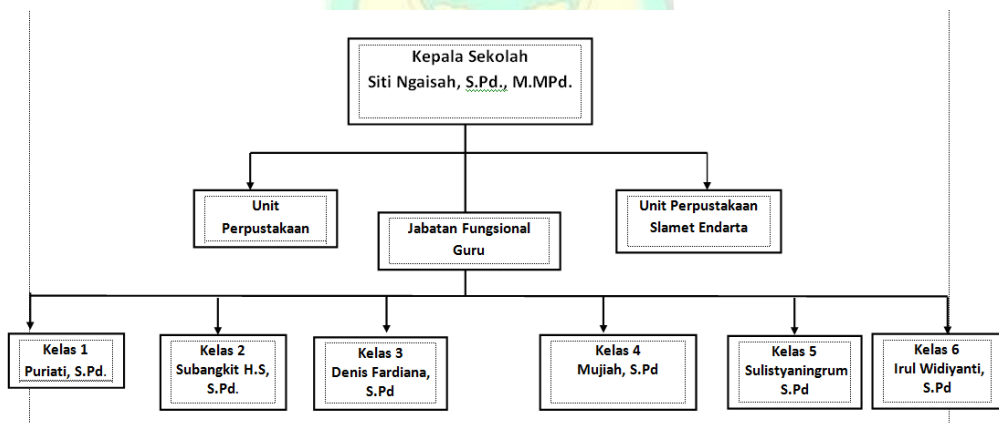 Kepala Sekolah
Siti Ngaisah, S.Pd., M.MPd.
Unit
Perpustakaan
Jabatan Fungsional
Guru
Unit Perpustakaan
Slamet Endarta
Kelas 1
Puriati, S.Pd.
Kelas 2
Subangkit H.S,
S.Pd.
Kelas 3
Denis Fardiana,
S.Pd
Kelas 4
Mujiah, S.Pd
Kelas 5
Sulistyaningrum
S.Pd
Kelas 6
Irul Widiyanti,
S.Pd